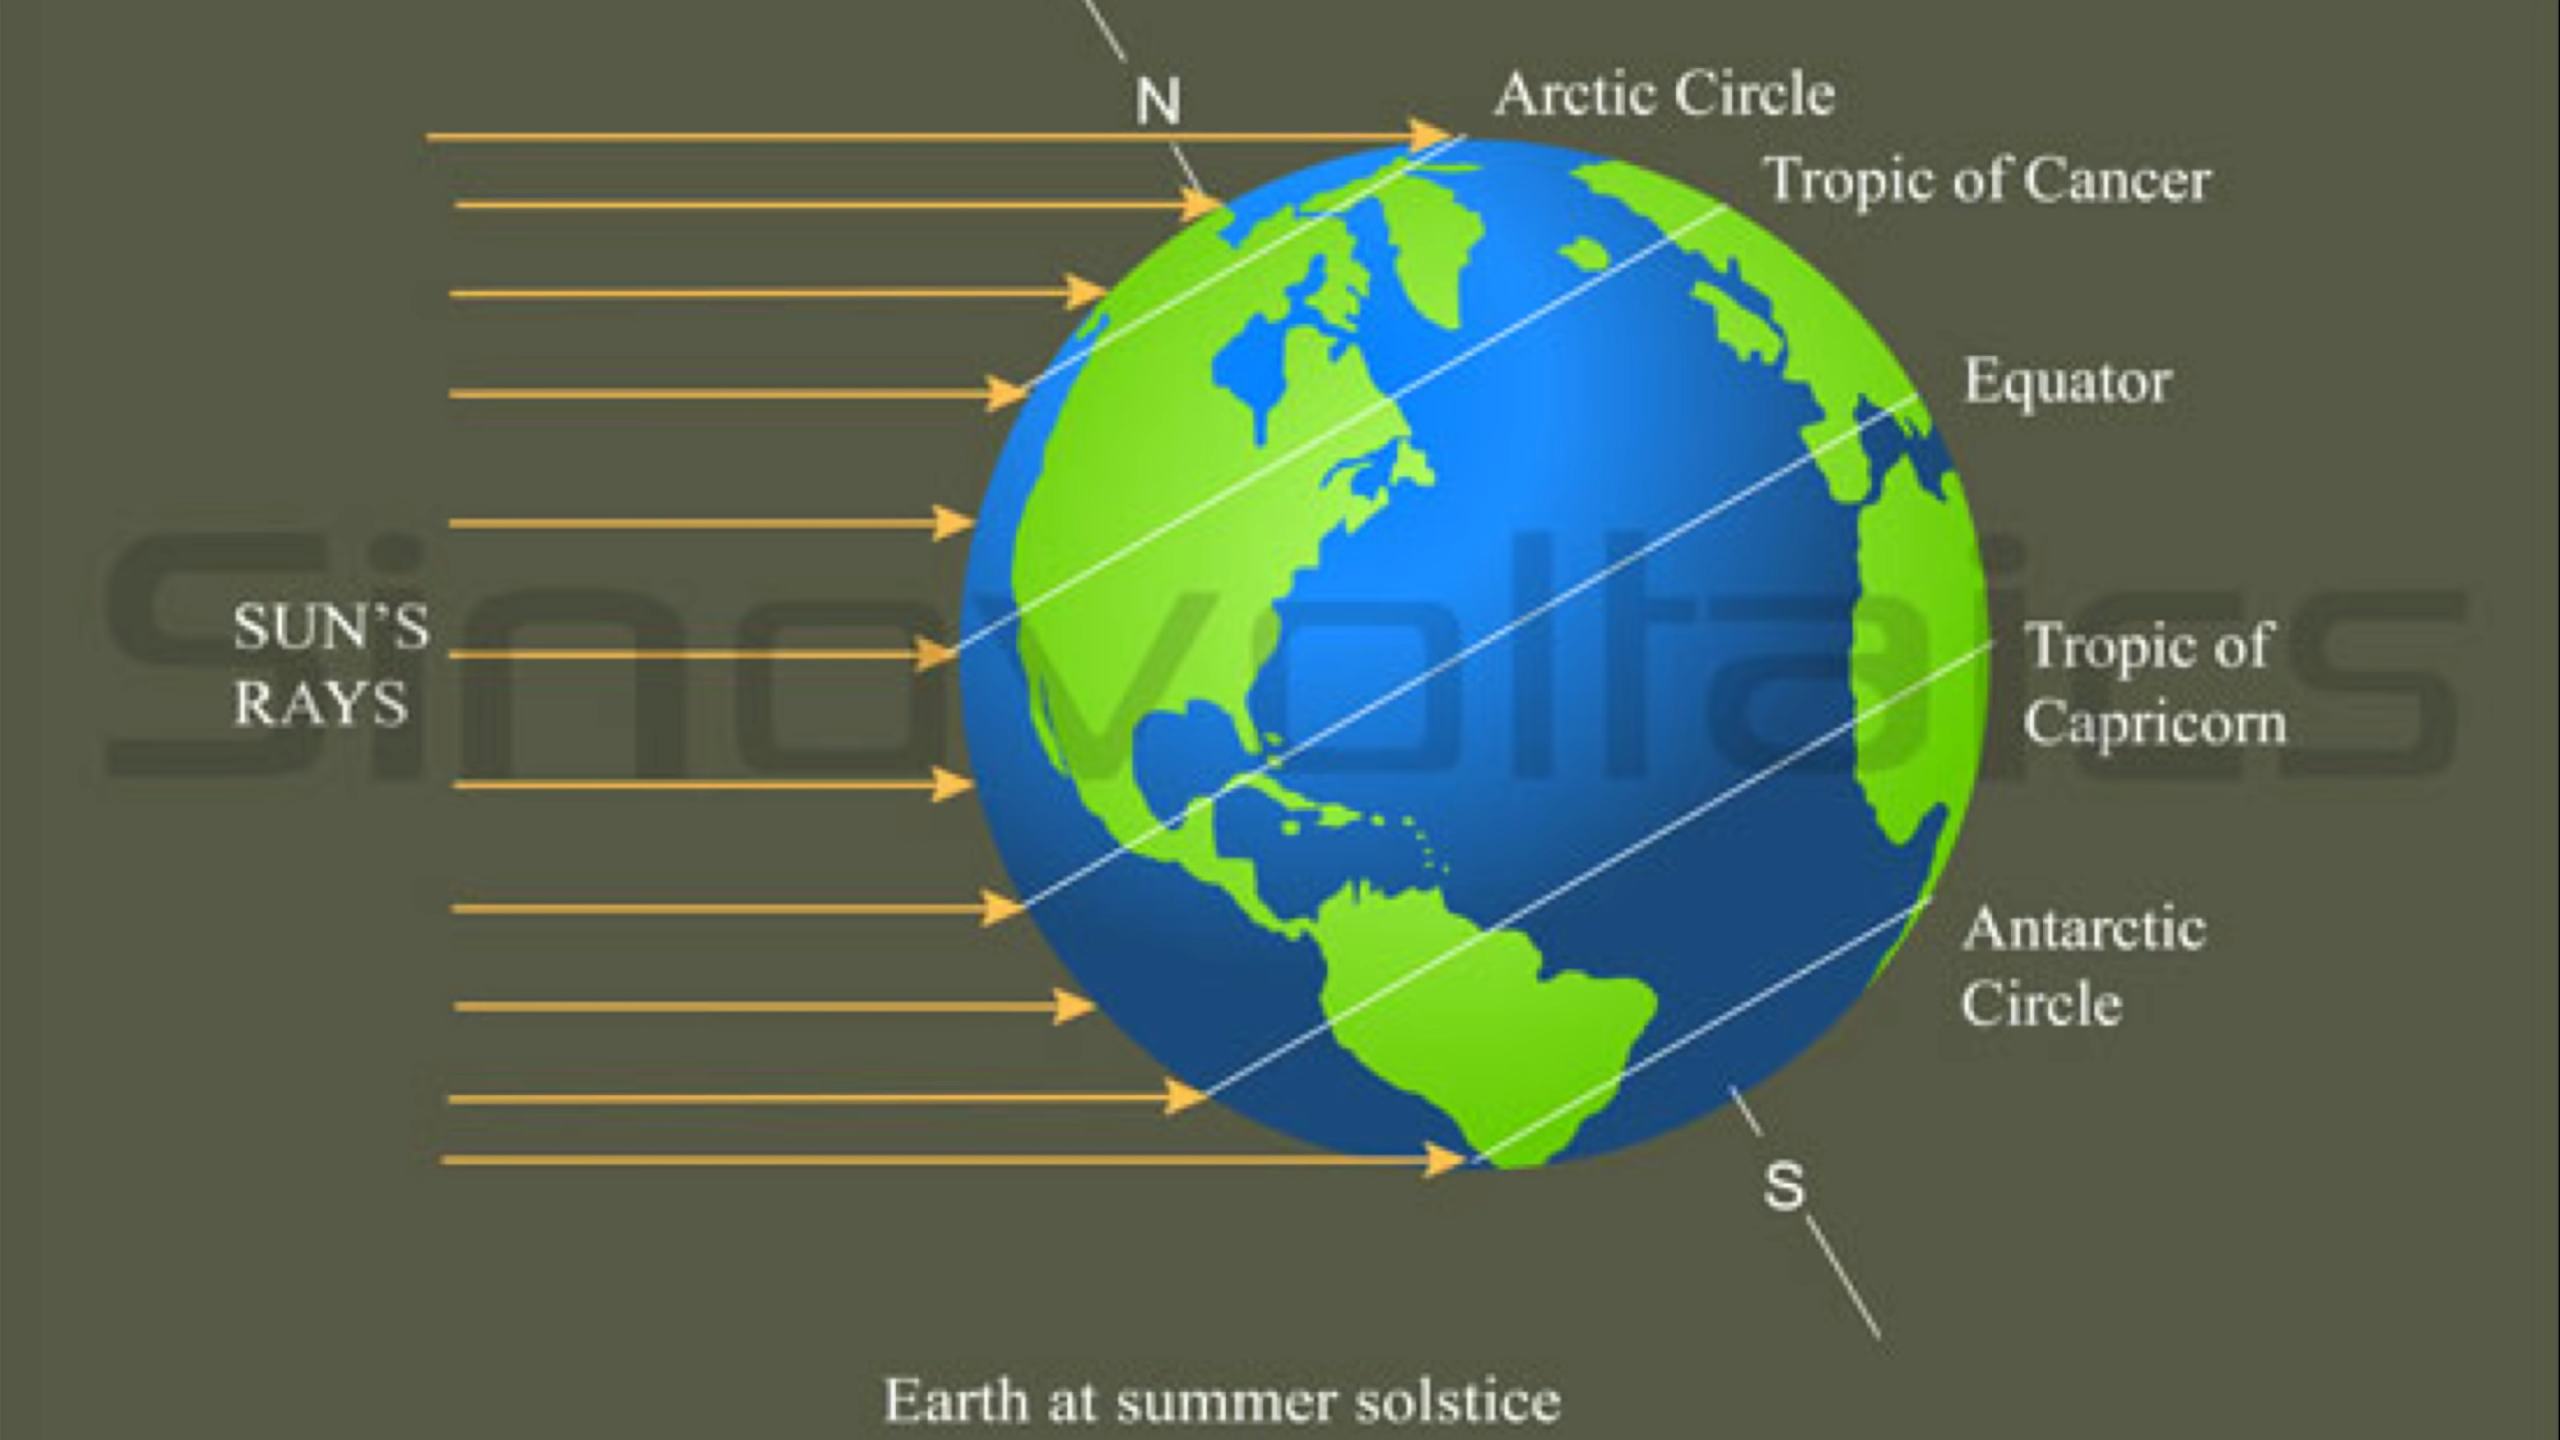 N
Arctic Circle
Tropic of Cancer
Equator
SUN'S
RAYS
Sinovoltaics
Tropic of
Capricorn
Antarctic
Circle
S
Earth at summer solstice